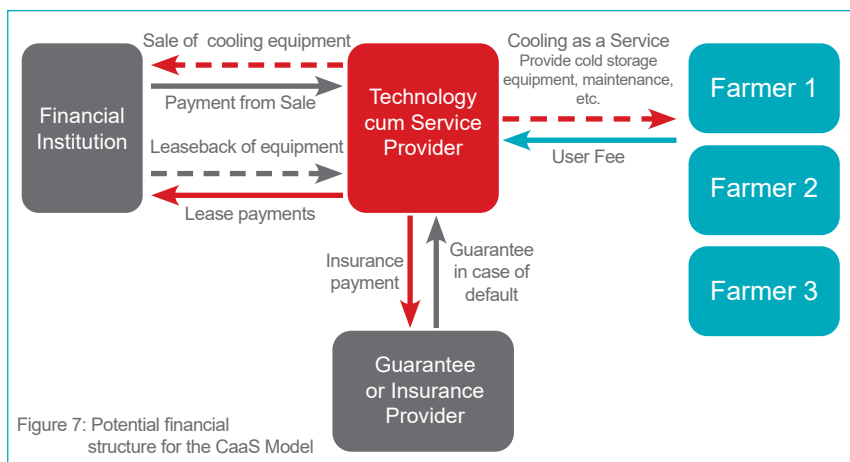 Sale of cooling equipment
Payment from Sale
Financial
Institution
Leaseback of equipment
Lease payments
Technology
cum Service
Provider
Cooling as a Service
Provide cold storage
equipment, maintenance,
etc.
User Fee
Farmer 1
Farmer 2
Farmer 3
Insurance
payment
Guarantee
in case of
default
Guarantee
or Insurance
Provider
Figure 7: Potential financial
structure for the CaaS Model